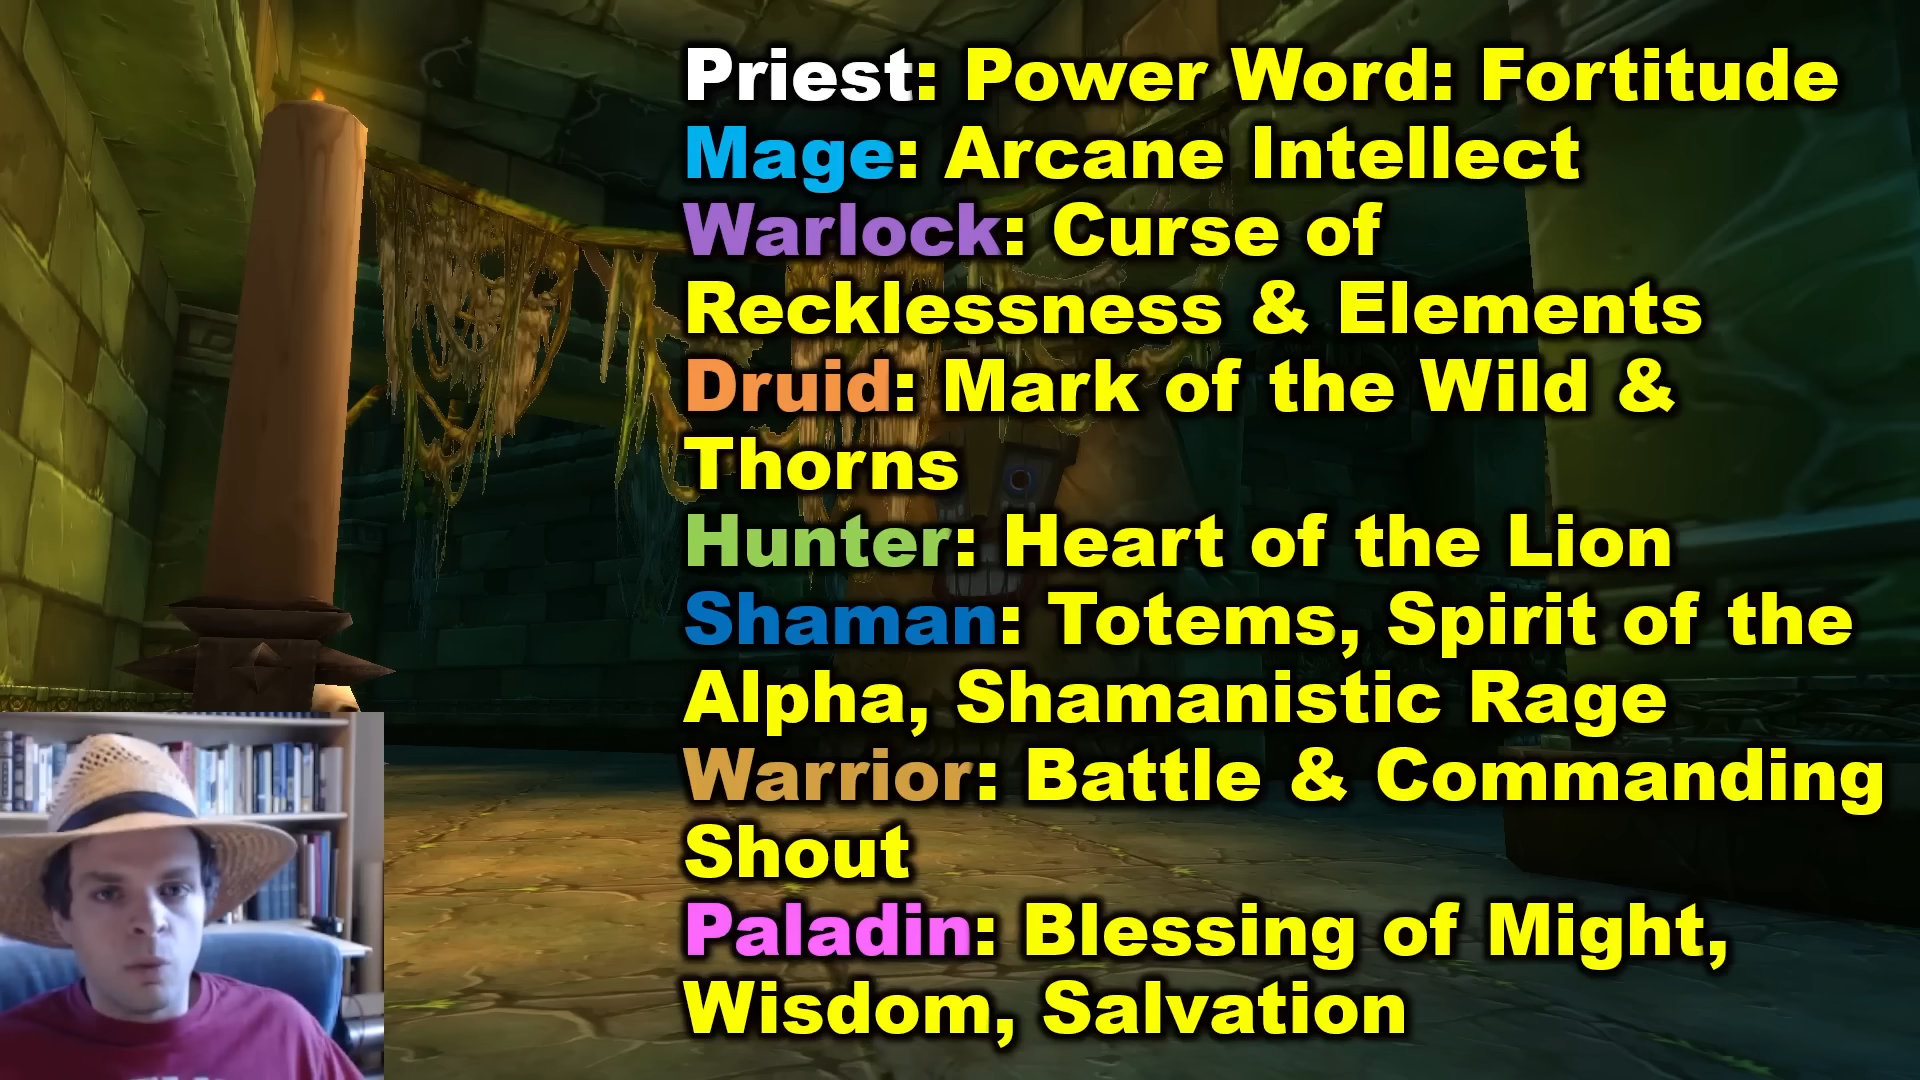 Priest: Power Word: Fortitude
Mage: Arcane Intellect
Warlock: Curse of
Recklessness & Elements
Druid: Mark of the Wild &
Thorns
Hunter: Heart of the Lion
Shaman: Totems, Spirit of the
Alpha, Shamanistic Rage
Warrior: Battle & Commanding
Shout
Paladin: Blessing of Might,
Wisdom, Salvation